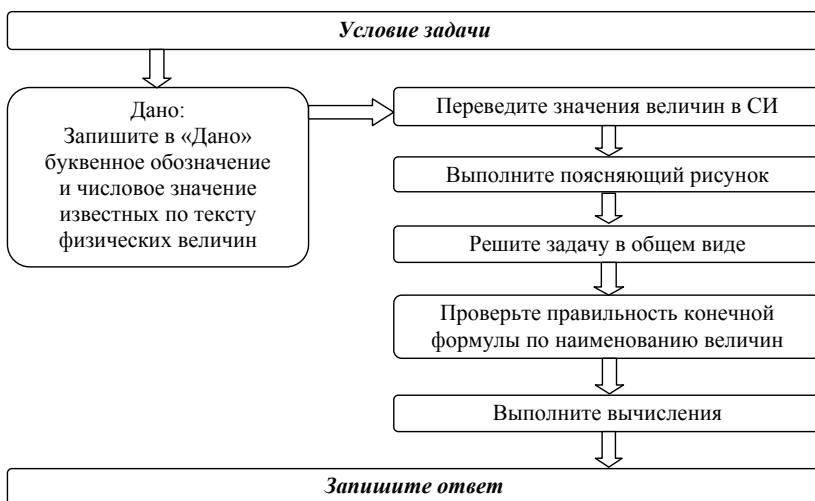 Условие задачи
Дано:
Запишите в «Дано»
буквенное обозначение
и числовое значение
известных по тексту
физических величин
Переведите значения величин в СИ
Выполните поясняющий рисунок
Решите задачу в общем виде
Проверьте правильность конечной
формулы по наименованию величин
Выполните вычисления
Запишите ответ